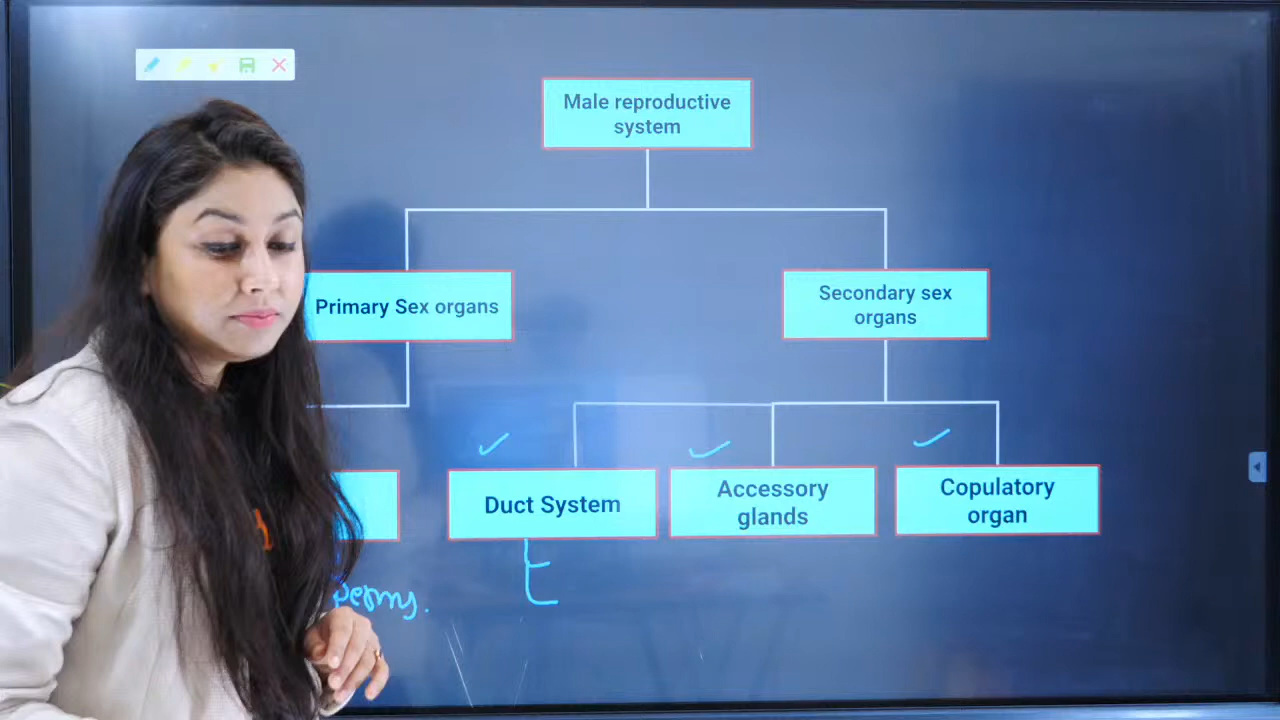 Male reproductive
system
Primary Sex organs
Secondary sex
organs
Duct System
Accessory
glands
Copulatory
organ